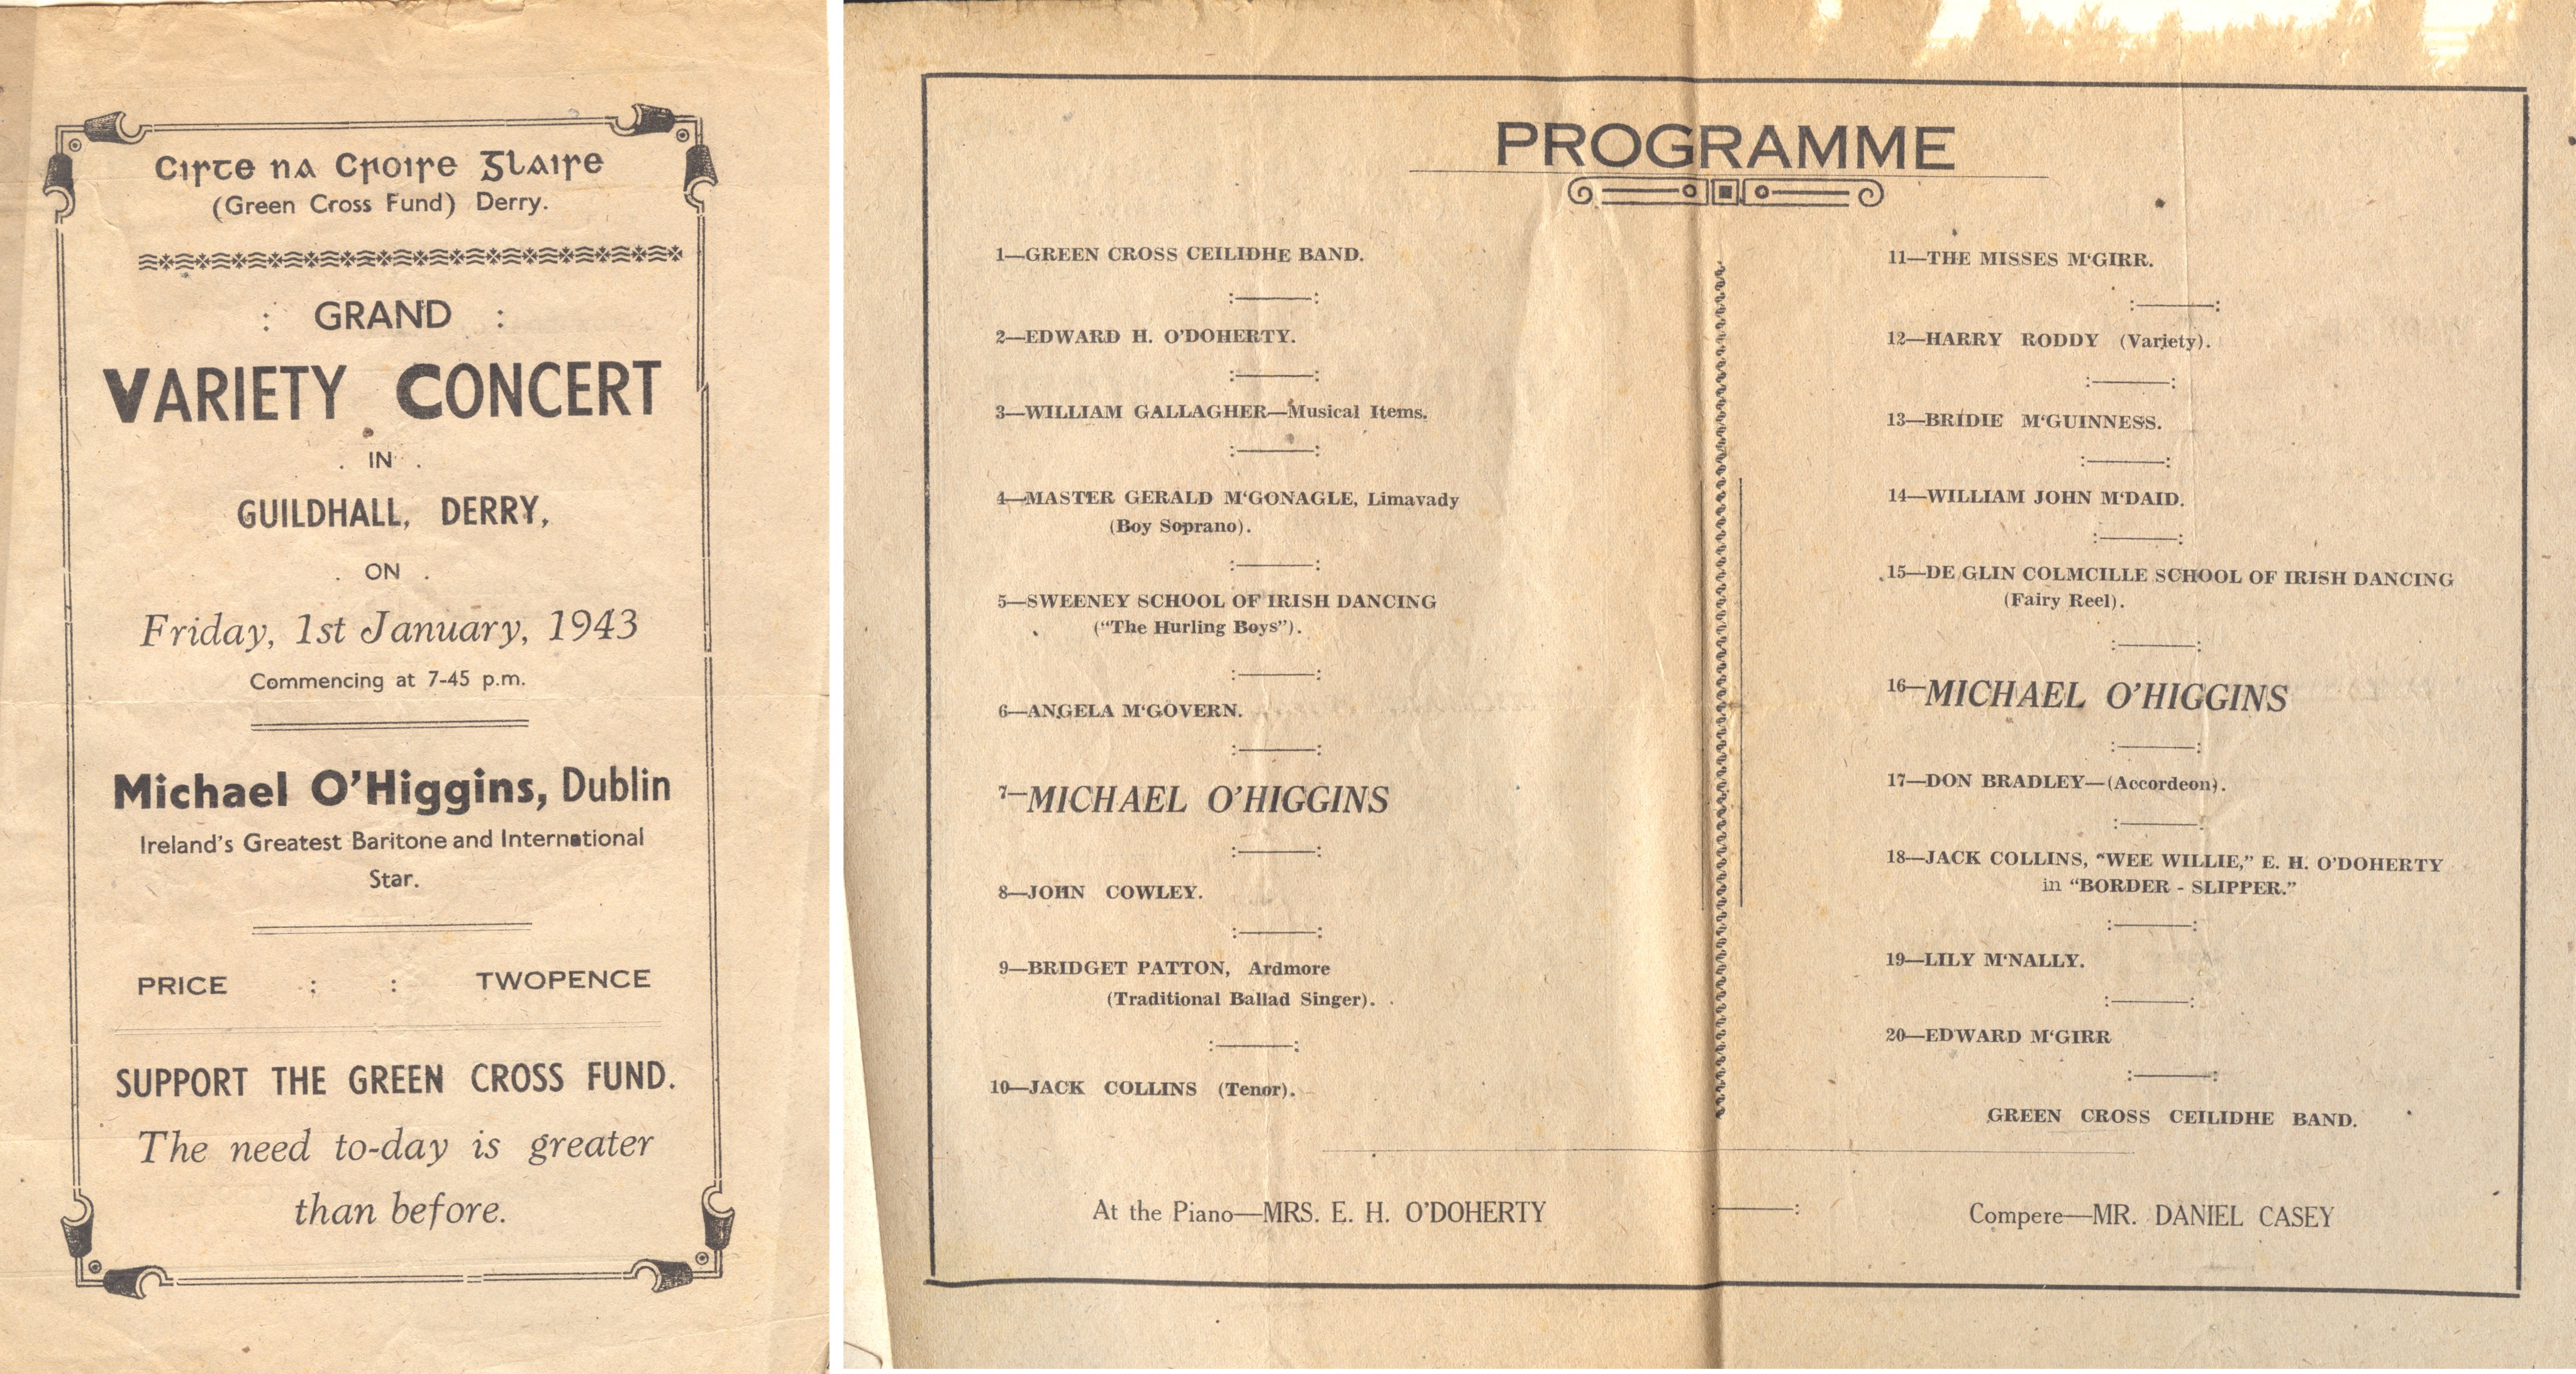 Cirte na Croire Glaire
(Green Cross Fund) Derry.
: GRAND :
VARIETY CONCERT
. IN .
GUILDHALL, DERRY,
. ON .
Friday, 1st January, 1943
Commencing at 7-45 p.m.
Michael O'Higgins, Dublin
Ireland's Greatest Baritone and International
Star.
PRICE : : TWOPENCE
SUPPORT THE GREEN CROSS FUND.
The need to-day is greater
than before.
PROGRAMME
1—GREEN CROSS CEILIDHE BAND.
2—EDWARD H. O'DOHERTY.
3—WILLIAM GALLAGHER—Musical Items.
4—MASTER GERALD M'GONAGLE, Limavady
(Boy Soprano).
5—SWEENEY SCHOOL OF IRISH DANCING
("The Hurling Boys").
6—ANGELA M'GOVERN.
7—MICHAEL O'HIGGINS
8—JOHN COWLEY.
9—BRIDGET PATTON, Ardmore
(Traditional Ballad Singer).
10—JACK COLLINS (Tenor).
11—THE MISSES M'GIRR.
12—HARRY RODDY (Variety).
13—BRIDIE M'GUINNESS.
14—WILLIAM JOHN M'DAID.
15—DE GLIN COLMCILLE SCHOOL OF IRISH DANCING
(Fairy Reel).
16—MICHAEL O'HIGGINS
17—DON BRADLEY—(Accordeon).
18—JACK COLLINS, "WEE WILLIE," E. H. O'DOHERTY
in "BORDER - SLIPPER."
19—LILY M'NALLY.
20—EDWARD M'GIRR
GREEN CROSS CEILIDHE BAND.
At the Piano—MRS. E. H. O'DOHERTY
Compere—MR. DANIEL CASEY